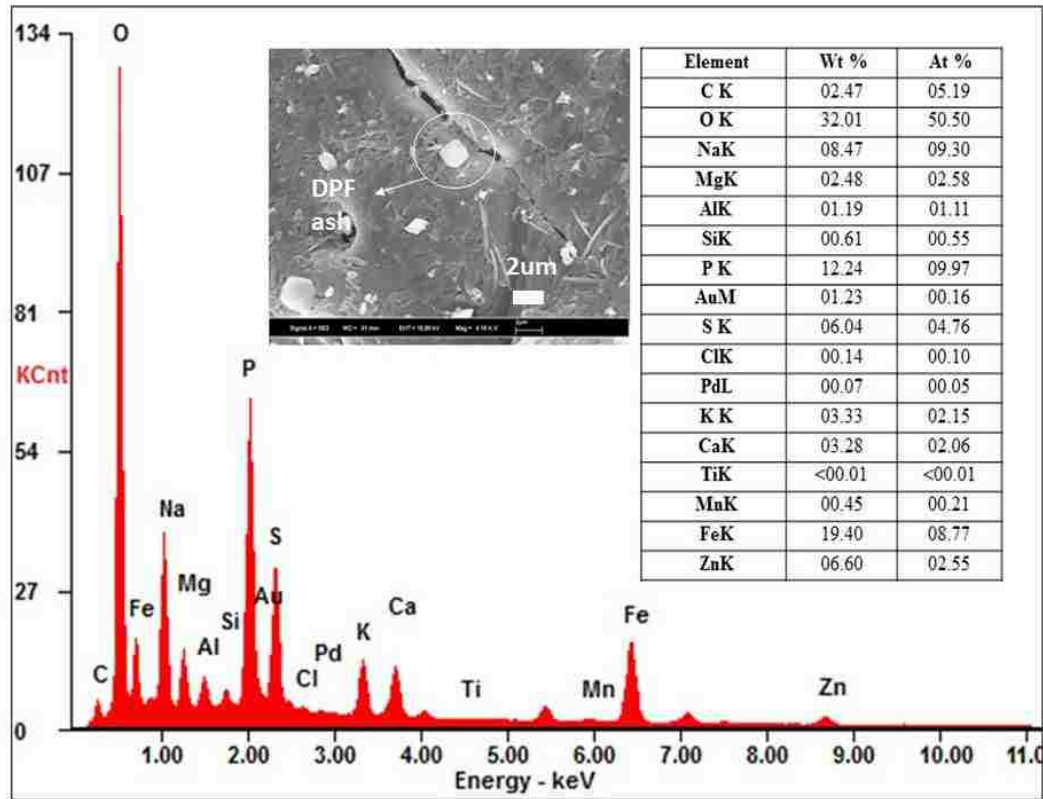 134
107
81
KCnt
54
27
0
O
C
Fe
Na
Mg
Al
Si
P
Au
S
Cl
Pd
K
Ca
Ti
Mn
Fe
Zn
1.00 2.00 3.00 4.00 5.00 6.00 7.00 8.00 9.00 10.00 11.0
Energy - keV
DPF
ash
2um
Element Wt % At %
C K 02.47 05.19
O K 32.01 50.50
NaK 08.47 09.30
MgK 02.48 02.58
AlK 01.19 01.11
SiK 00.61 00.55
P K 12.24 09.97
AuM 01.23 00.16
S K 06.04 04.76
ClK 00.14 00.10
PdL 00.07 00.05
K K 03.33 02.15
CaK 03.28 02.06
TiK <00.01 <00.01
MnK 00.45 00.21
FeK 19.40 08.77
ZnK 06.60 02.55